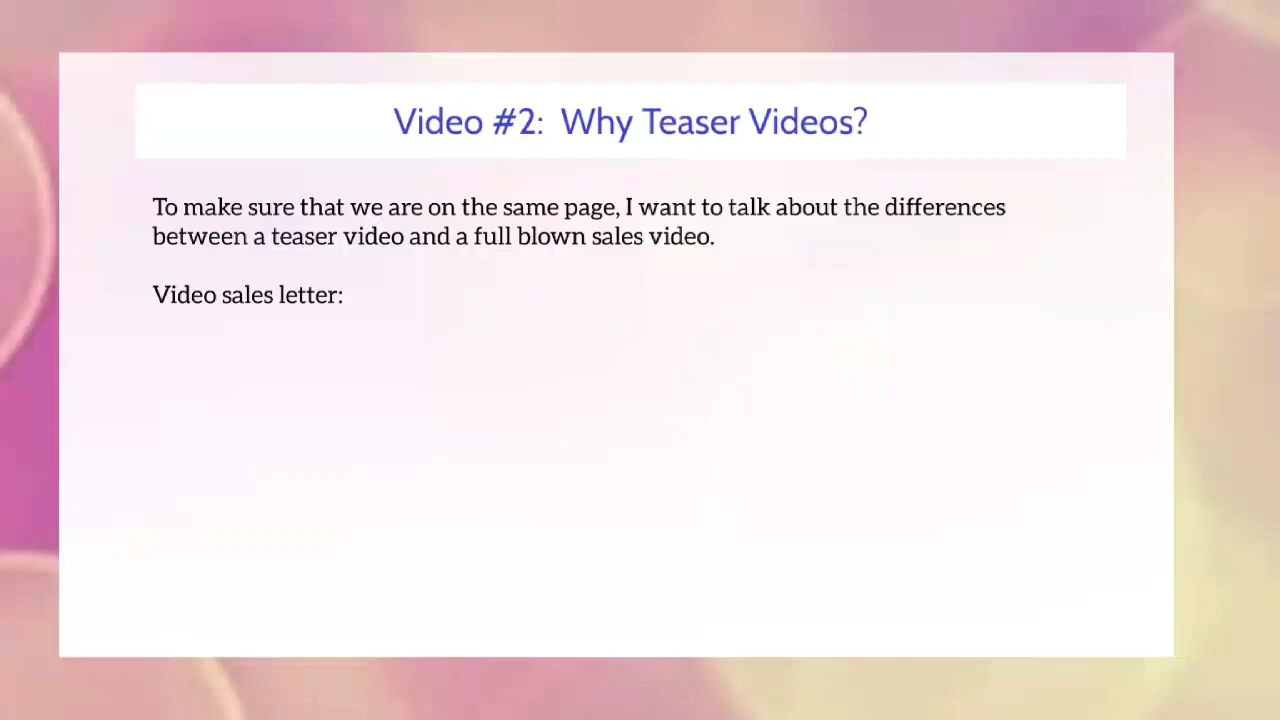 Video #2: Why Teaser Videos?
To make sure that we are on the same page, I want to talk about the differences
between a teaser video and a full blown sales video.
Video sales letter: